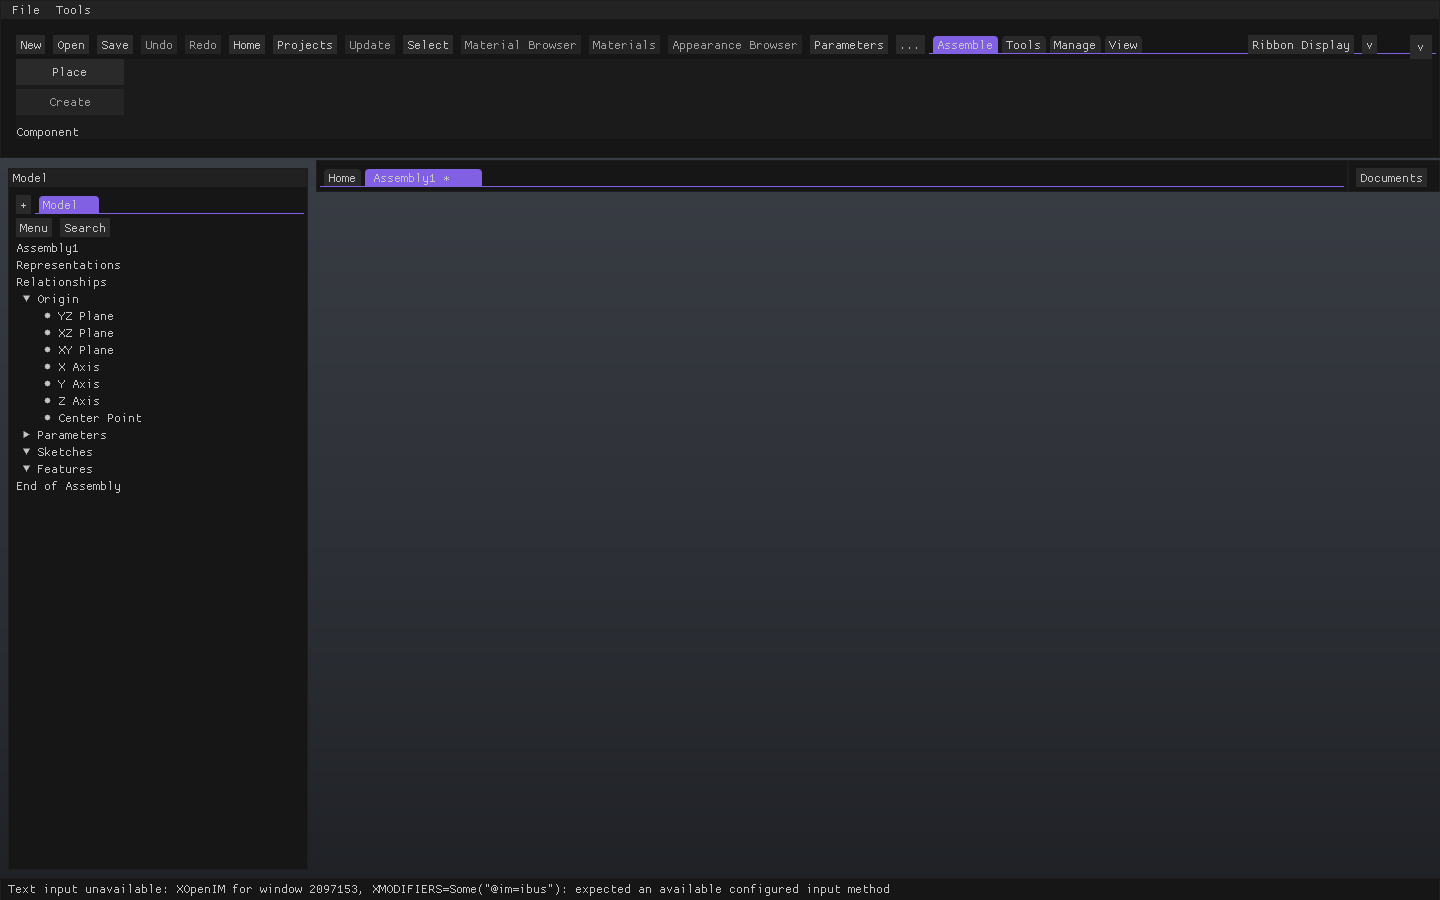 File Tools
New Open Save Undo Redo Home Projects Update Select Material Browser Materials Appearance Browser Parameters ... Assemble Tools Manage View Ribbon Display v v
Place
Create
Component
Model
Home Assembly1 * Documents
+ Model
Menu Search
Assembly1
Representations
Relationships
Origin
YZ Plane
XZ Plane
XY Plane
X Axis
Y Axis
Z Axis
Center Point
Parameters
Sketches
Features
End of Assembly
Text input unavailable: XOpenIM for window 2097153, XMODIFIERS=Some("@im=ibus"): expected an available configured input method